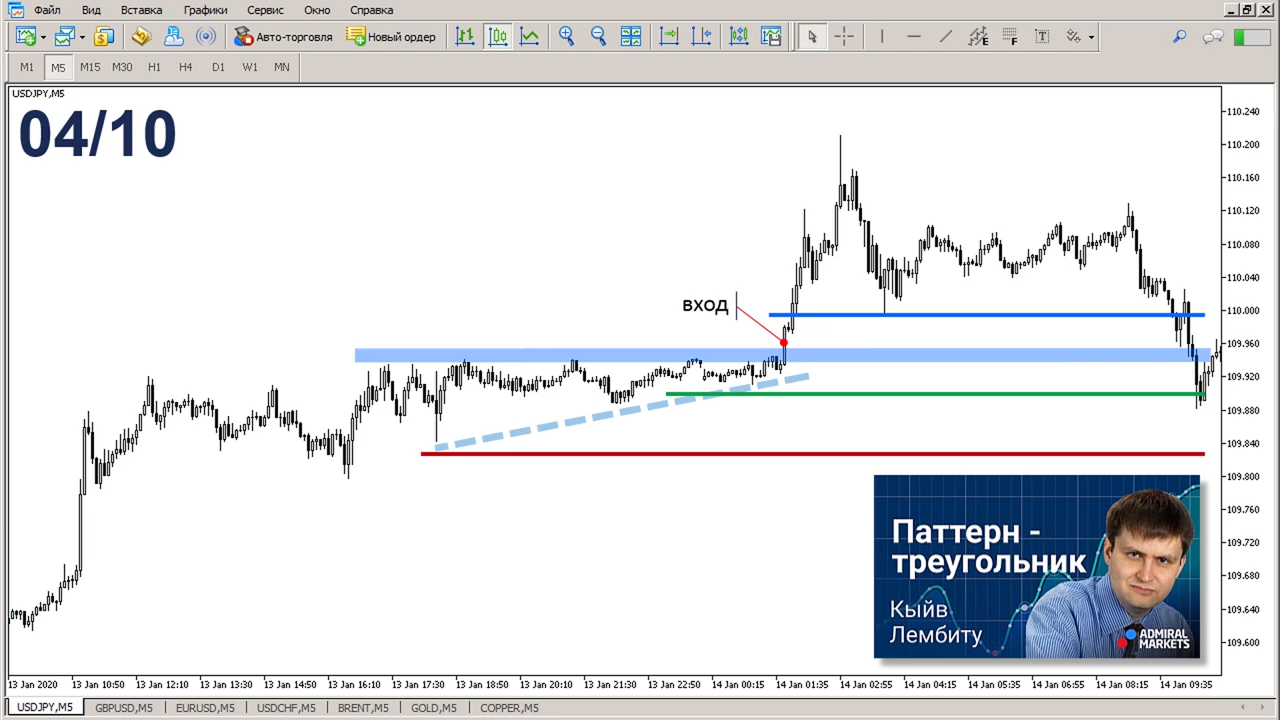 Файл Вид Вставка Графики Сервис Окно Справка
Авто-торговля Новый ордер
M1 M5 M15 M30 H1 H4 D1 W1 MN
USDJPY,M5
04/10
110.240
110.200
110.160
110.120
110.080
110.040
110.000
109.960
109.920
109.880
109.840
109.800
109.760
109.720
109.680
109.640
109.600
вход
Паттерн -
треугольник
Кыйв
Лембиту
ADMIRAL
MARKETS
13 Jan 2020 13 Jan 10:50 13 Jan 12:10 13 Jan 13:30 13 Jan 14:50 13 Jan 16:10 13 Jan 17:30 13 Jan 18:50 13 Jan 20:10 13 Jan 21:30 13 Jan 22:50 14 Jan 00:15 14 Jan 01:35 14 Jan 02:55 14 Jan 04:15 14 Jan 05:35 14 Jan 06:55 14 Jan 08:15 14 Jan 09:35
USDJPY,M5 GBPUSD,M5 EURUSD,M5 USDCHF,M5 BRENT,M5 GOLD,M5 COPPER,M5